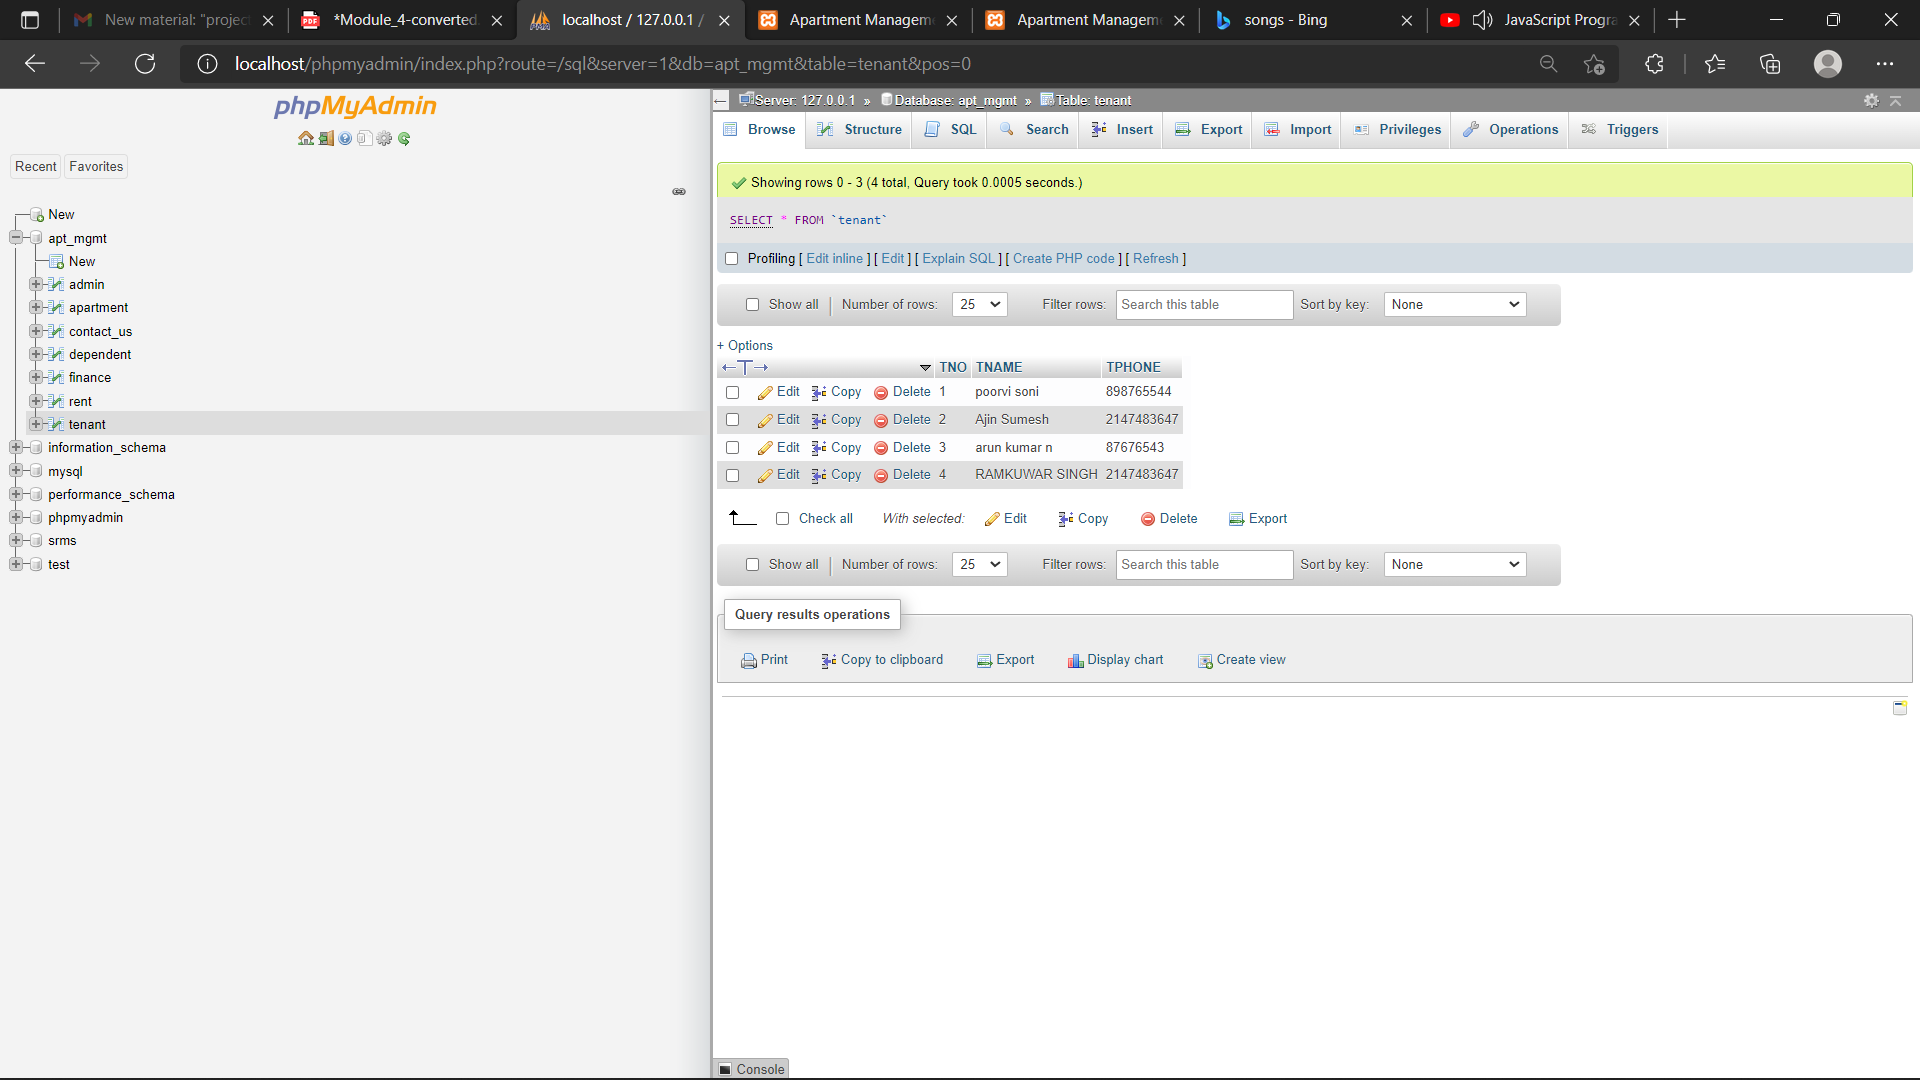 New material: "projec
*Module_4-converted.
localhost / 127.0.0.1 /
Apartment Managem
Apartment Managem
songs - Bing
JavaScript Progra
localhost/phpmyadmin/index.php?route=/sql&server=1&db=apt_mgmt&table=tenant&pos=0
phpMyAdmin
Recent Favorites
New
apt_mgmt
New
admin
apartment
contact_us
dependent
finance
rent
tenant
information_schema
mysql
performance_schema
phpmyadmin
srms
test
Server: 127.0.0.1 » Database: apt_mgmt » Table: tenant
Browse Structure SQL Search Insert Export Import Privileges Operations Triggers
Showing rows 0 - 3 (4 total, Query took 0.0005 seconds.)
SELECT * FROM `tenant`
Profiling [ Edit inline ] [ Edit ] [ Explain SQL ] [ Create PHP code ] [ Refresh ]
Show all | Number of rows: 25 Filter rows: Search this table Sort by key: None
+ Options
←T→ TNO TNAME TPHONE
Edit Copy Delete 1 poorvi soni 898765544
Edit Copy Delete 2 Ajin Sumesh 2147483647
Edit Copy Delete 3 arun kumar n 87676543
Edit Copy Delete 4 RAMKUWAR SINGH 2147483647
Check all With selected: Edit Copy Delete Export
Show all | Number of rows: 25 Filter rows: Search this table Sort by key: None
Query results operations
Print Copy to clipboard Export Display chart Create view
Console